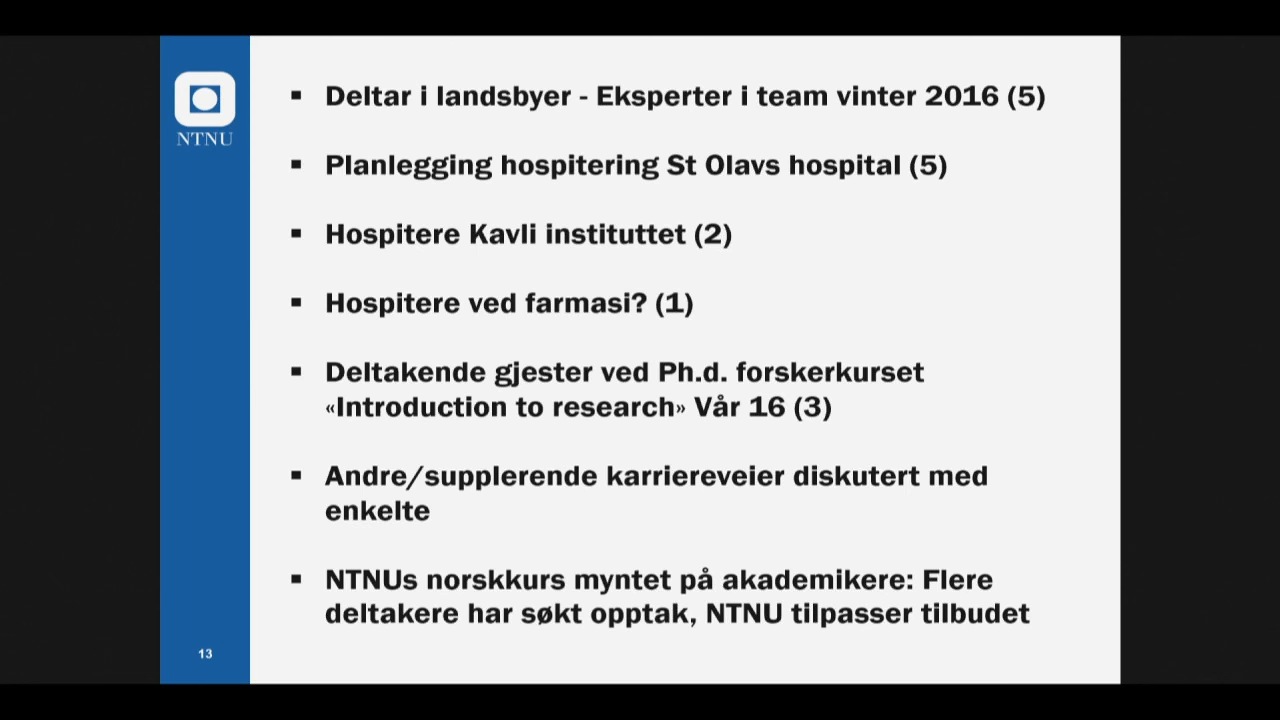 NTNU
▪ Deltar i landsbyer - Eksperter i team vinter 2016 (5)
▪ Planlegging hospitering St Olavs hospital (5)
▪ Hospitere Kavli instituttet (2)
▪ Hospitere ved farmasi? (1)
▪ Deltakende gjester ved Ph.d. forskerkurset
«Introduction to research» Vår 16 (3)
▪ Andre/supplerende karriereveier diskutert med
enkelte
▪ NTNUs norskkurs myntet på akademikere: Flere
deltakere har søkt opptak, NTNU tilpasser tilbudet
13